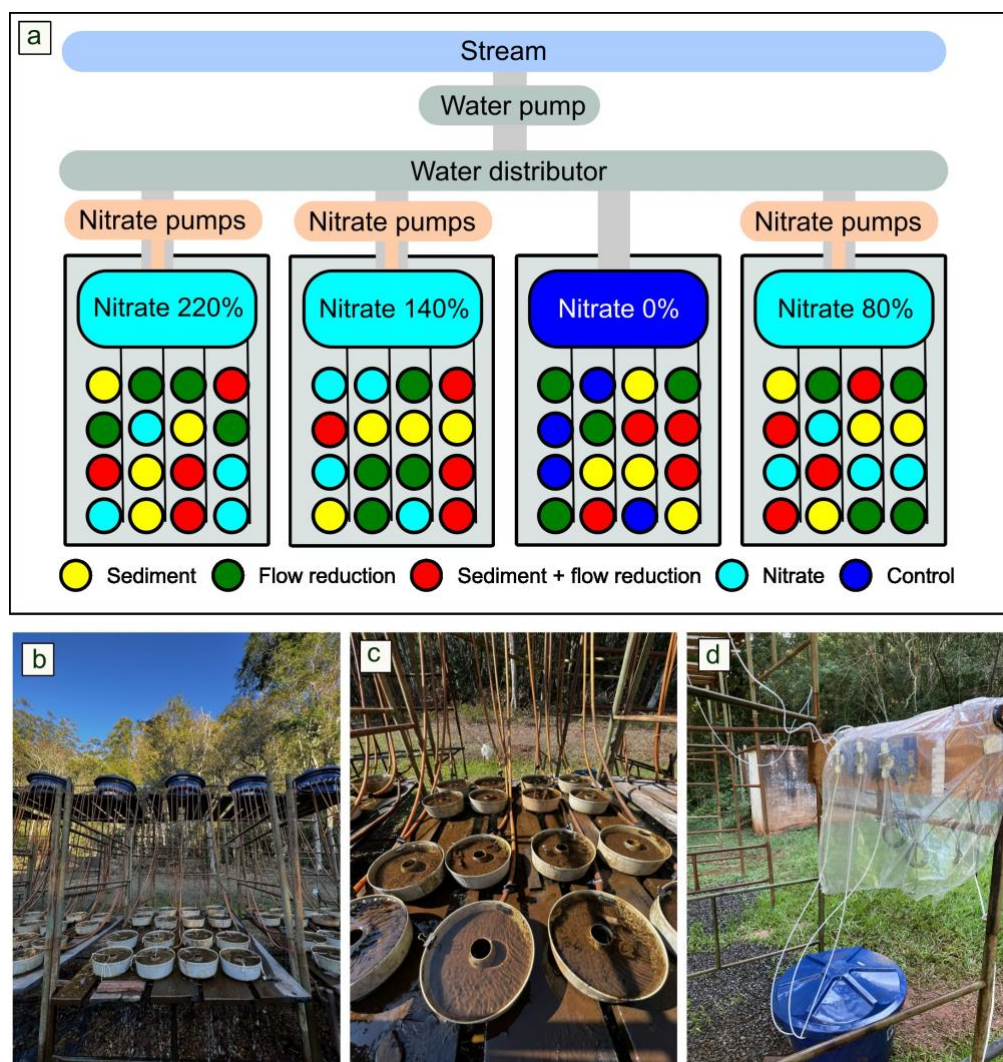 a
Stream
Water pump
Water distributor
Nitrate pumps Nitrate pumps Nitrate pumps
Nitrate 220% Nitrate 140% Nitrate 0% Nitrate 80%
Sediment Flow reduction Sediment + flow reduction Nitrate Control
b c d